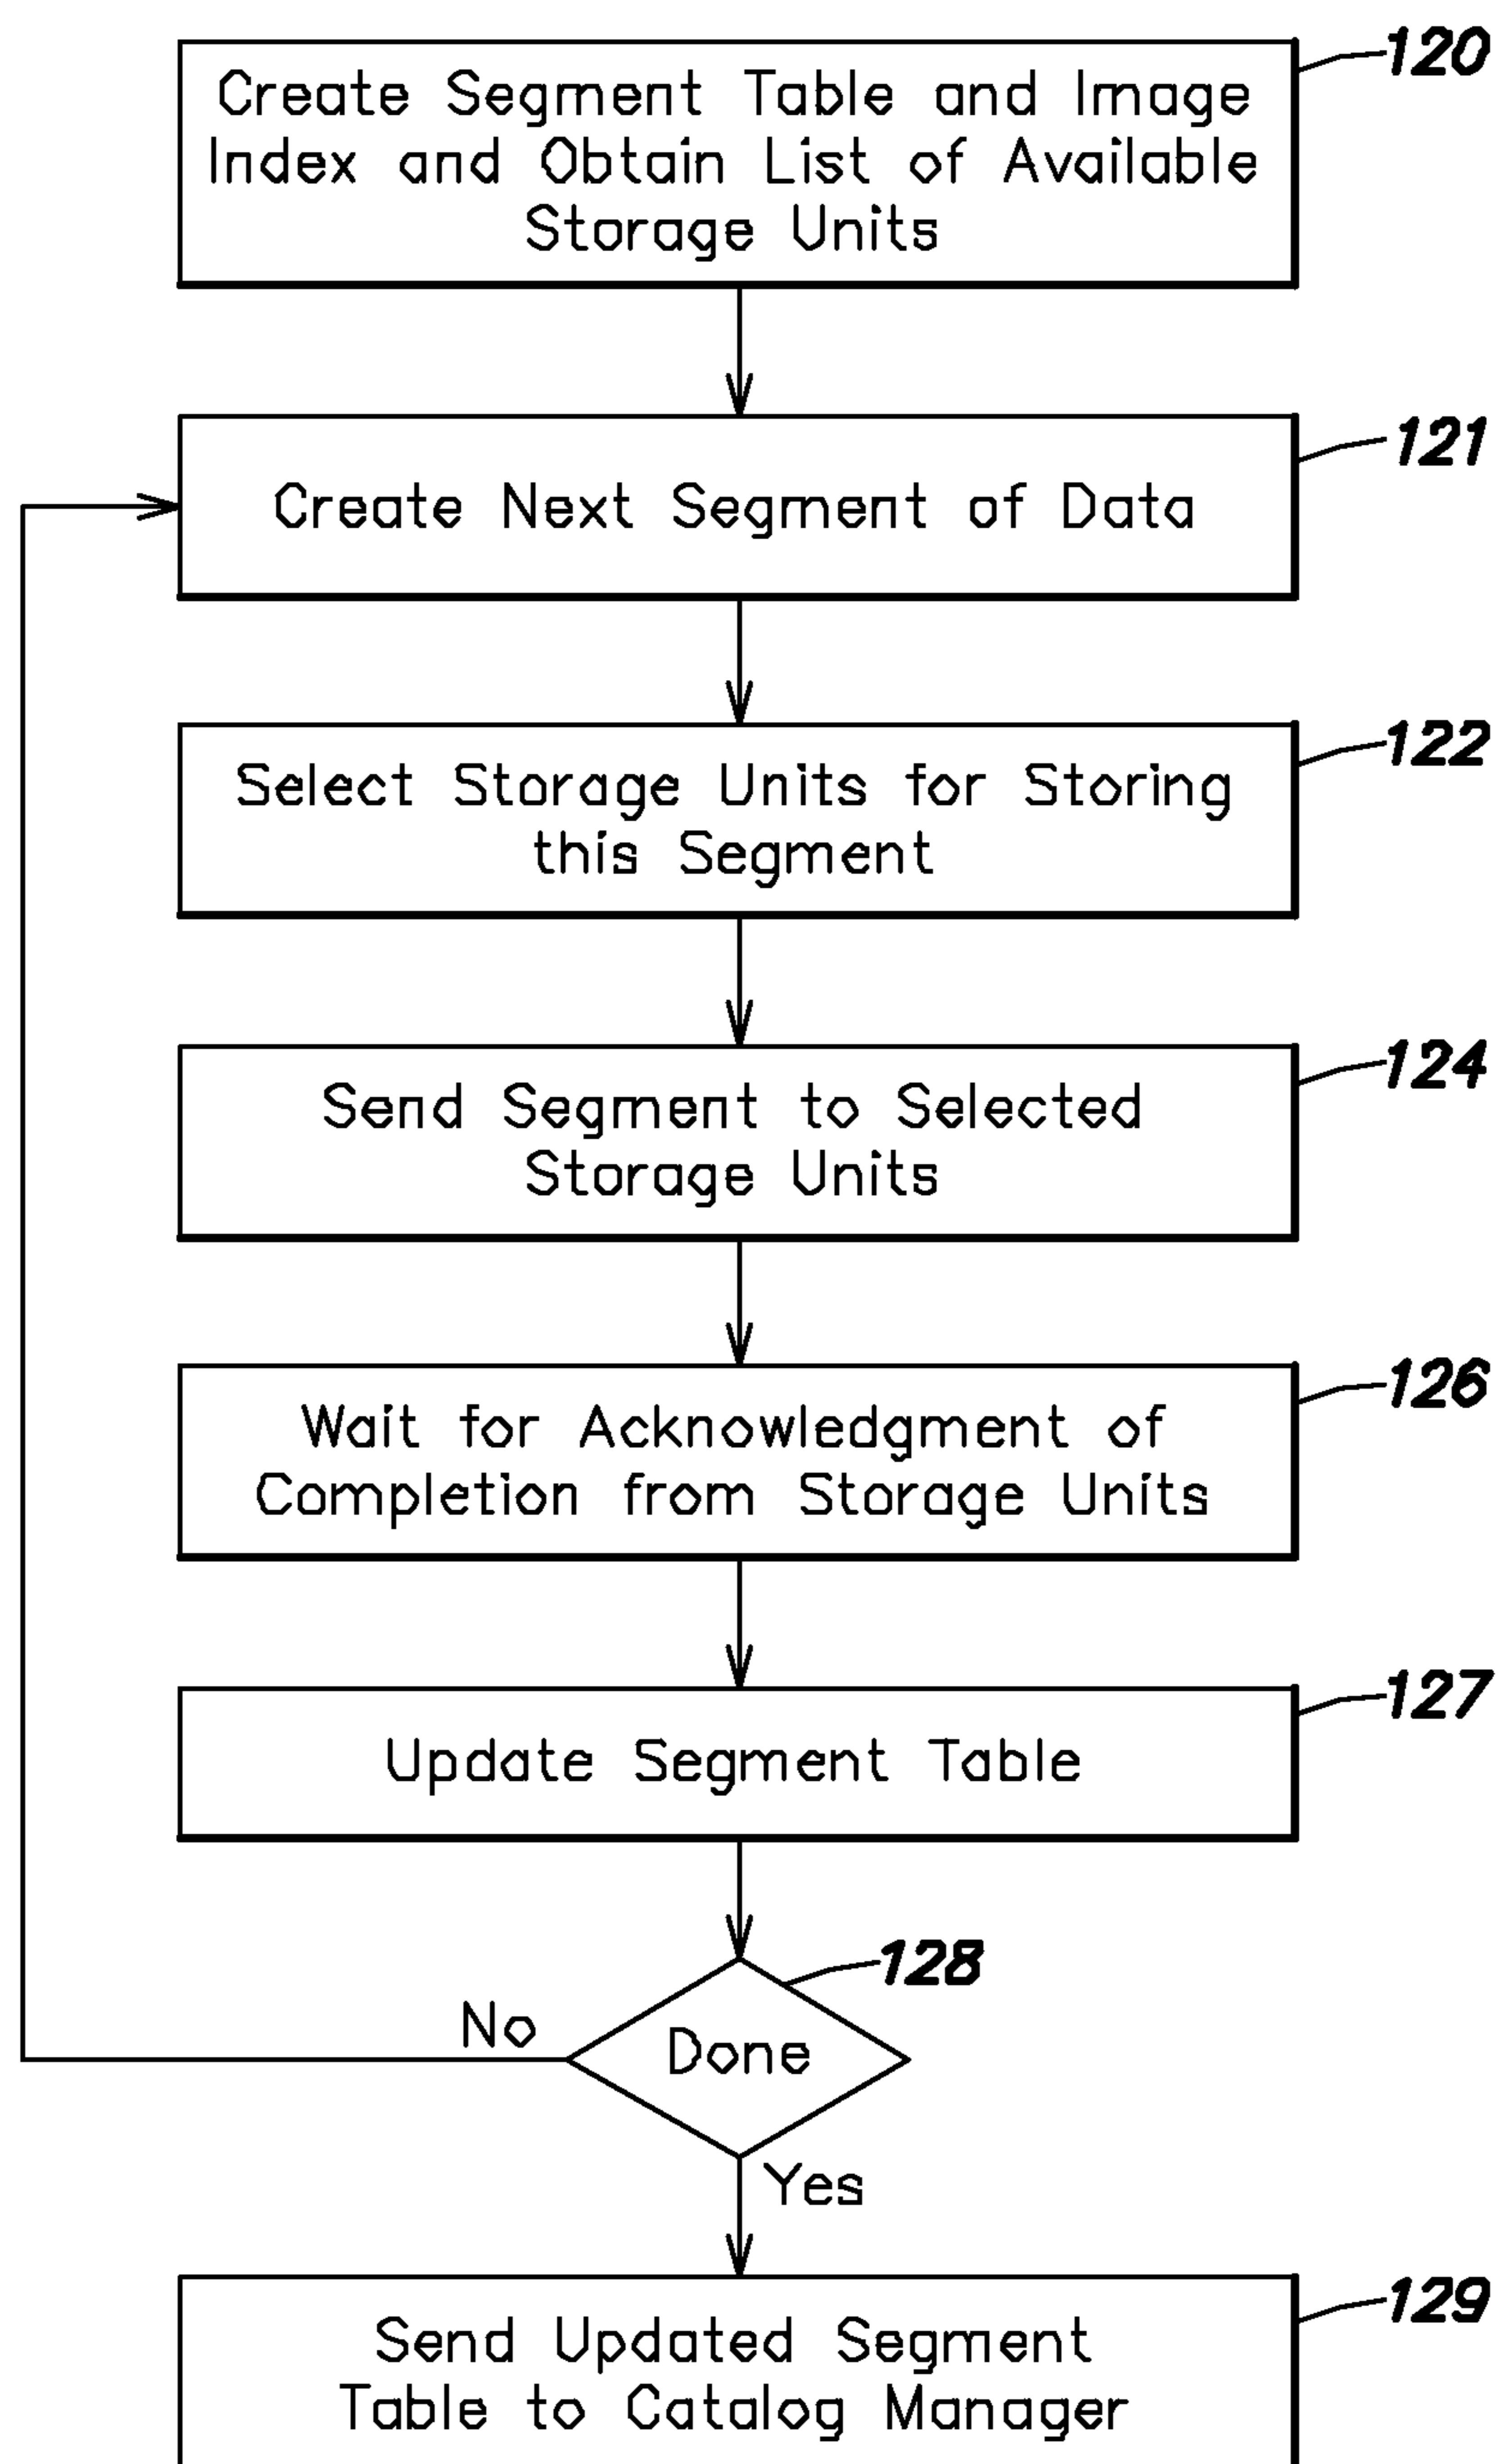 120
Create Segment Table and Image
Index and Obtain List of Available
Storage Units
121
Create Next Segment of Data
122
Select Storage Units for Storing
this Segment
124
Send Segment to Selected
Storage Units
126
Wait for Acknowledgment of
Completion from Storage Units
127
Update Segment Table
128
No
Done
Yes
129
Send Updated Segment
Table to Catalog Manager